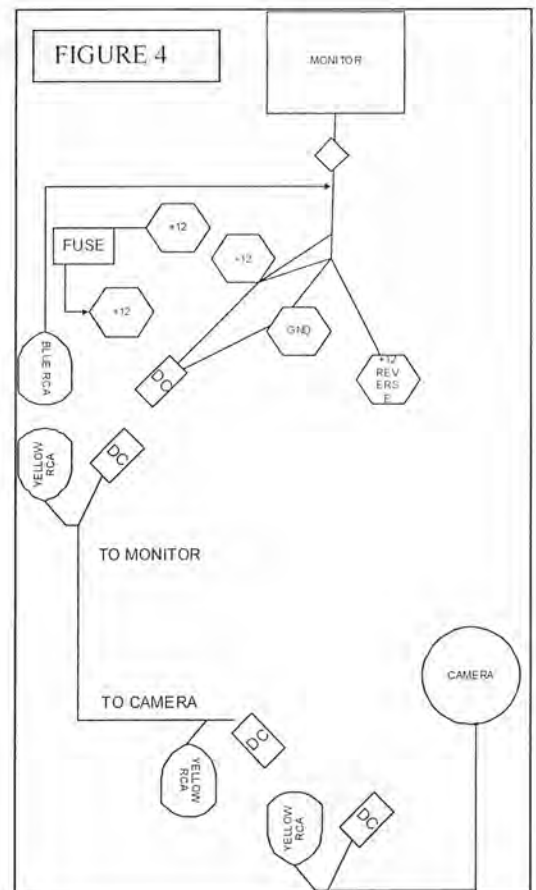 FIGURE 4
MONITOR
+12
FUSE
+12
+12
GND
+12
REV
ERS
E
BLUE RCA
DC
YELLOW
RCA
DC
TO MONITOR
CAMERA
TO CAMERA
DC
YELLOW
RCA
DC
YELLOW
RCA